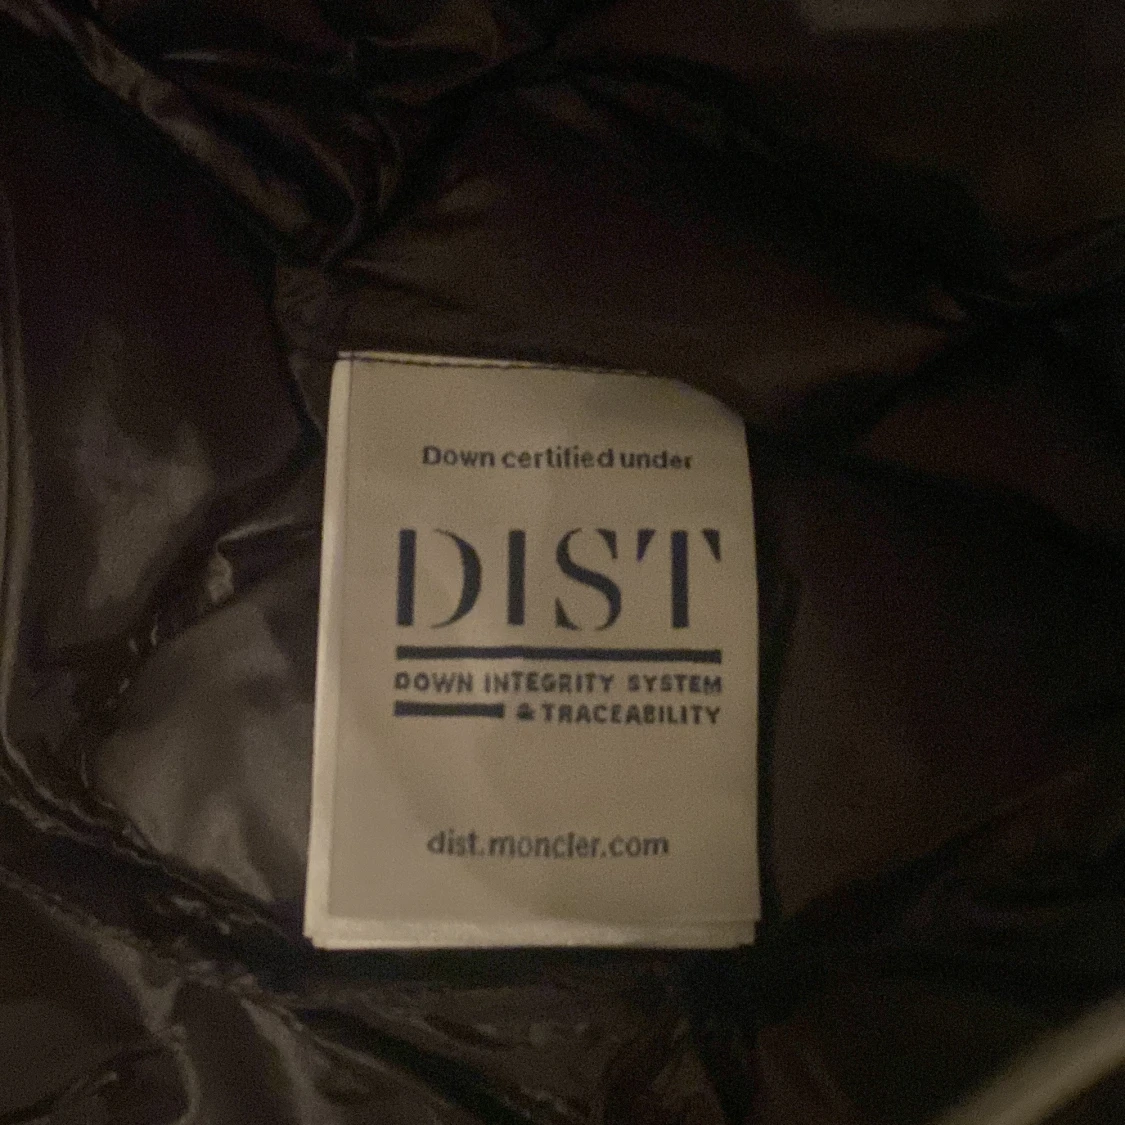 Down certified under
DIST
DOWN INTEGRITY SYSTEM
& TRACEABILITY
dist.moncler.com